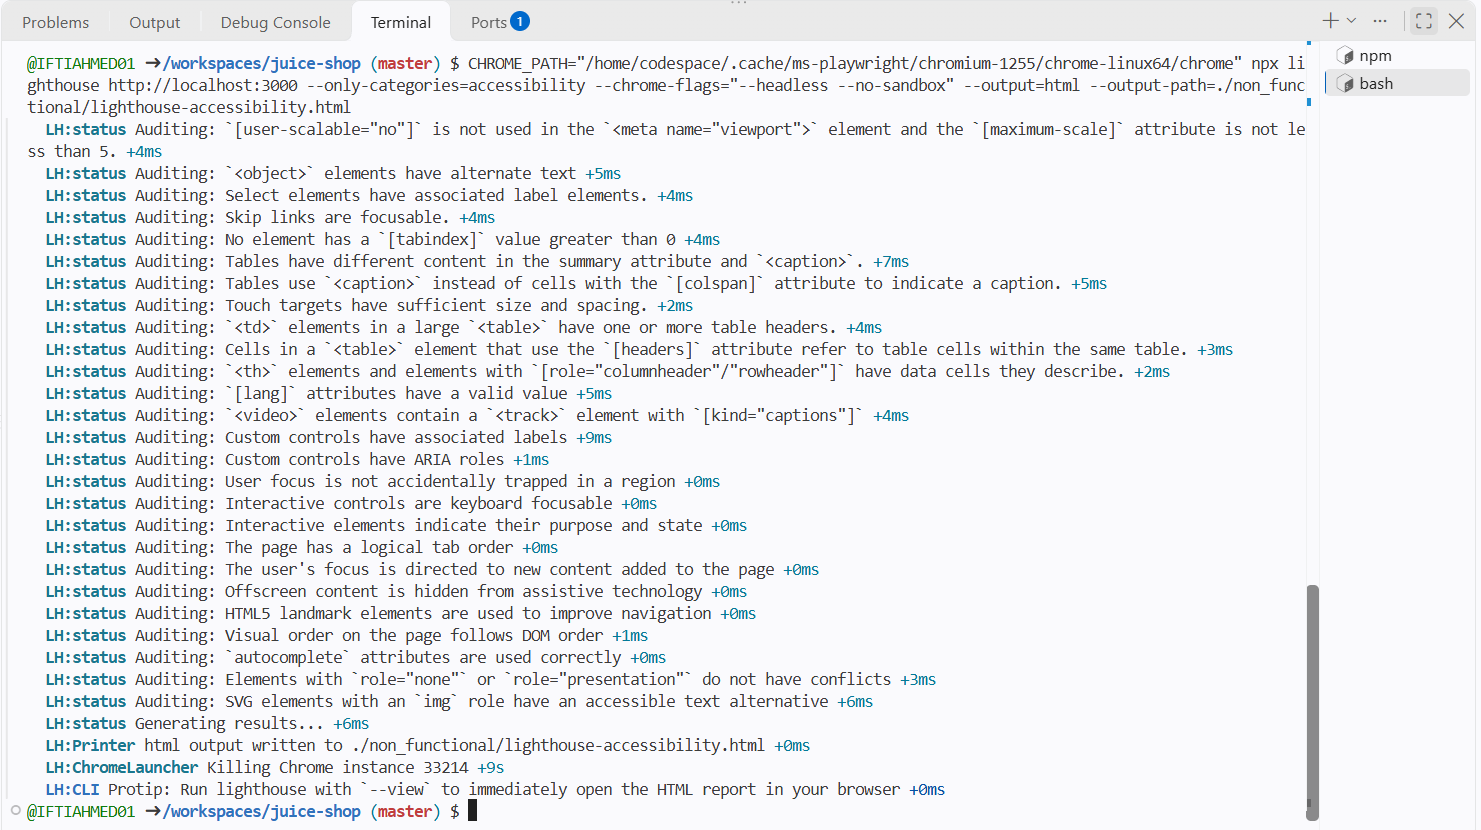 Problems Output Debug Console Terminal Ports 1
npm
bash
@IFTIAHMED01 ➜/workspaces/juice-shop (master) $ CHROME_PATH="/home/codespace/.cache/ms-playwright/chromium-1255/chrome-linux64/chrome" npx li
ghthouse http://localhost:3000 --only-categories=accessibility --chrome-flags="--headless --no-sandbox" --output=html --output-path=./non_func
tional/lighthouse-accessibility.html
LH:status Auditing: `[user-scalable="no"]` is not used in the `<meta name="viewport">` element and the `[maximum-scale]` attribute is not le
ss than 5. +4ms
LH:status Auditing: `<object>` elements have alternate text +5ms
LH:status Auditing: Select elements have associated label elements. +4ms
LH:status Auditing: Skip links are focusable. +4ms
LH:status Auditing: No element has a `[tabindex]` value greater than 0 +4ms
LH:status Auditing: Tables have different content in the summary attribute and `<caption>`. +7ms
LH:status Auditing: Tables use `<caption>` instead of cells with the `[colspan]` attribute to indicate a caption. +5ms
LH:status Auditing: Touch targets have sufficient size and spacing. +2ms
LH:status Auditing: `<td>` elements in a large `<table>` have one or more table headers. +4ms
LH:status Auditing: Cells in a `<table>` element that use the `[headers]` attribute refer to table cells within the same table. +3ms
LH:status Auditing: `<th>` elements and elements with `[role="columnheader"/"rowheader"]` have data cells they describe. +2ms
LH:status Auditing: `[lang]` attributes have a valid value +5ms
LH:status Auditing: `<video>` elements contain a `<track>` element with `[kind="captions"]` +4ms
LH:status Auditing: Custom controls have associated labels +9ms
LH:status Auditing: Custom controls have ARIA roles +1ms
LH:status Auditing: User focus is not accidentally trapped in a region +0ms
LH:status Auditing: Interactive controls are keyboard focusable +0ms
LH:status Auditing: Interactive elements indicate their purpose and state +0ms
LH:status Auditing: The page has a logical tab order +0ms
LH:status Auditing: The user's focus is directed to new content added to the page +0ms
LH:status Auditing: Offscreen content is hidden from assistive technology +0ms
LH:status Auditing: HTML5 landmark elements are used to improve navigation +0ms
LH:status Auditing: Visual order on the page follows DOM order +1ms
LH:status Auditing: `autocomplete` attributes are used correctly +0ms
LH:status Auditing: Elements with `role="none"` or `role="presentation"` do not have conflicts +3ms
LH:status Auditing: SVG elements with an `img` role have an accessible text alternative +6ms
LH:status Generating results... +6ms
LH:Printer html output written to ./non_functional/lighthouse-accessibility.html +0ms
LH:ChromeLauncher Killing Chrome instance 33214 +9s
LH:CLI Protip: Run lighthouse with `--view` to immediately open the HTML report in your browser +0ms
@IFTIAHMED01 ➜/workspaces/juice-shop (master) $